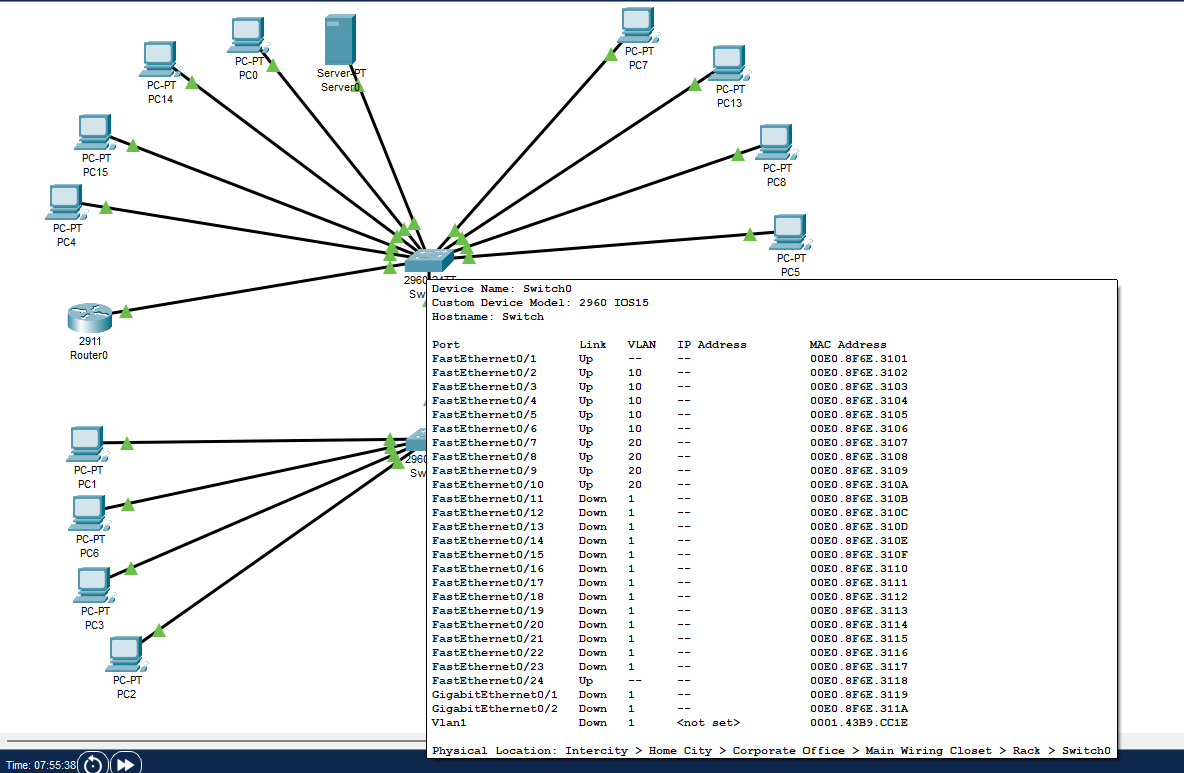 PC-PT
PC7
PC-PT
PC0
Server-PT
Server0
PC-PT
PC14
PC-PT
PC13
PC-PT
PC15
PC-PT
PC8
PC-PT
PC4
PC-PT
PC5
2911
Router0
Device Name: Switch0
Custom Device Model: 2960 IOS15
Hostname: Switch
Port Link VLAN IP Address MAC Address
FastEthernet0/1 Up -- -- 00E0.8F6E.3101
FastEthernet0/2 Up 10 -- 00E0.8F6E.3102
FastEthernet0/3 Up 10 -- 00E0.8F6E.3103
FastEthernet0/4 Up 10 -- 00E0.8F6E.3104
FastEthernet0/5 Up 10 -- 00E0.8F6E.3105
FastEthernet0/6 Up 10 -- 00E0.8F6E.3106
FastEthernet0/7 Up 20 -- 00E0.8F6E.3107
FastEthernet0/8 Up 20 -- 00E0.8F6E.3108
FastEthernet0/9 Up 20 -- 00E0.8F6E.3109
FastEthernet0/10 Up 20 -- 00E0.8F6E.310A
FastEthernet0/11 Down 1 -- 00E0.8F6E.310B
FastEthernet0/12 Down 1 -- 00E0.8F6E.310C
FastEthernet0/13 Down 1 -- 00E0.8F6E.310D
FastEthernet0/14 Down 1 -- 00E0.8F6E.310E
FastEthernet0/15 Down 1 -- 00E0.8F6E.310F
FastEthernet0/16 Down 1 -- 00E0.8F6E.3110
FastEthernet0/17 Down 1 -- 00E0.8F6E.3111
FastEthernet0/18 Down 1 -- 00E0.8F6E.3112
FastEthernet0/19 Down 1 -- 00E0.8F6E.3113
FastEthernet0/20 Down 1 -- 00E0.8F6E.3114
FastEthernet0/21 Down 1 -- 00E0.8F6E.3115
FastEthernet0/22 Down 1 -- 00E0.8F6E.3116
FastEthernet0/23 Down 1 -- 00E0.8F6E.3117
FastEthernet0/24 Up -- -- 00E0.8F6E.3118
GigabitEthernet0/1 Down 1 -- 00E0.8F6E.3119
GigabitEthernet0/2 Down 1 -- 00E0.8F6E.311A
Vlan1 Down 1 <not set> 0001.43B9.CC1E
Physical Location: Intercity > Home City > Corporate Office > Main Wiring Closet > Rack > Switch0
2960
Sw
PC-PT
PC1
PC-PT
PC6
PC-PT
PC3
PC-PT
PC2
Time: 07:55:38